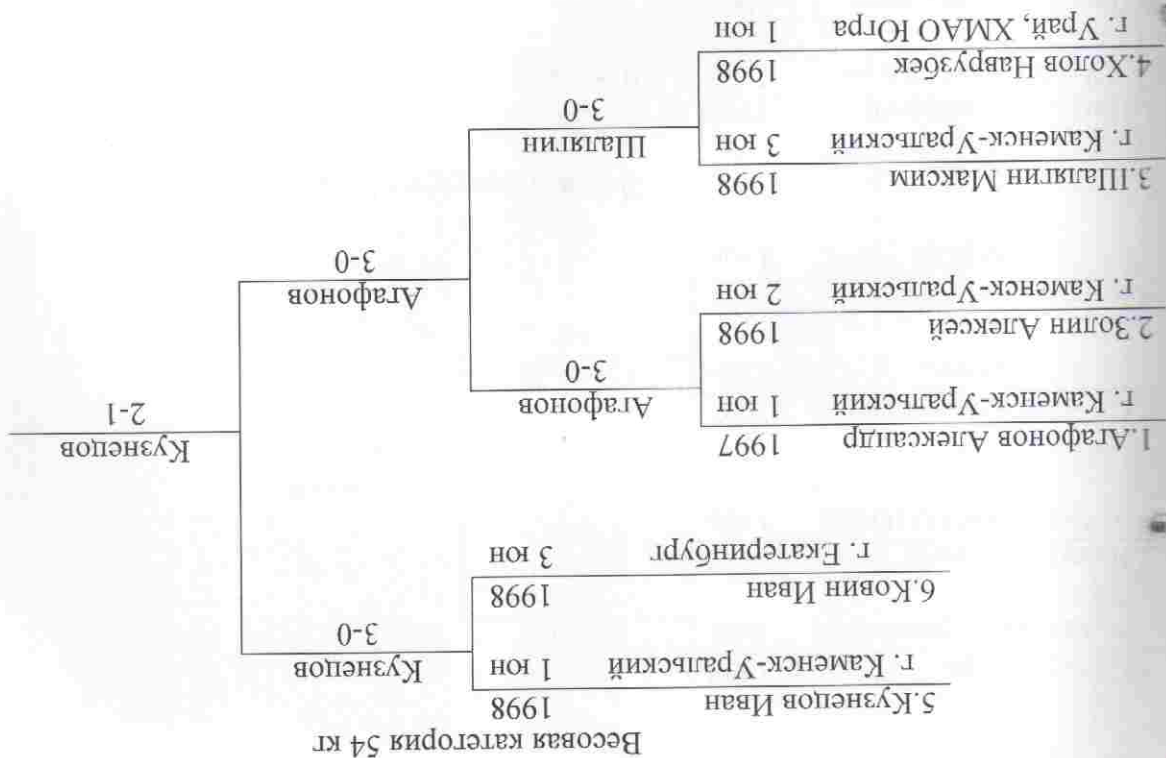 Весовая категория 54 кг
5.Кузнецов Иван 1998
г. Каменск-Уральский 1 юн
Кузнецов
3-0
6.Ковин Иван 1998
г. Екатеринбург 3 юн
Кузнецов
2-1
1.Агафонов Александр 1997
г. Каменск-Уральский 1 юн
Агафонов
3-0
2.Золин Алексей 1998
г. Каменск-Уральский 2 юн
Агафонов
3-0
3.Шалягин Максим 1998
г. Каменск-Уральский 3 юн
Шалягин
3-0
4.Холов Наврузбек 1998
г. Урай, ХМАО Югра 1 юн